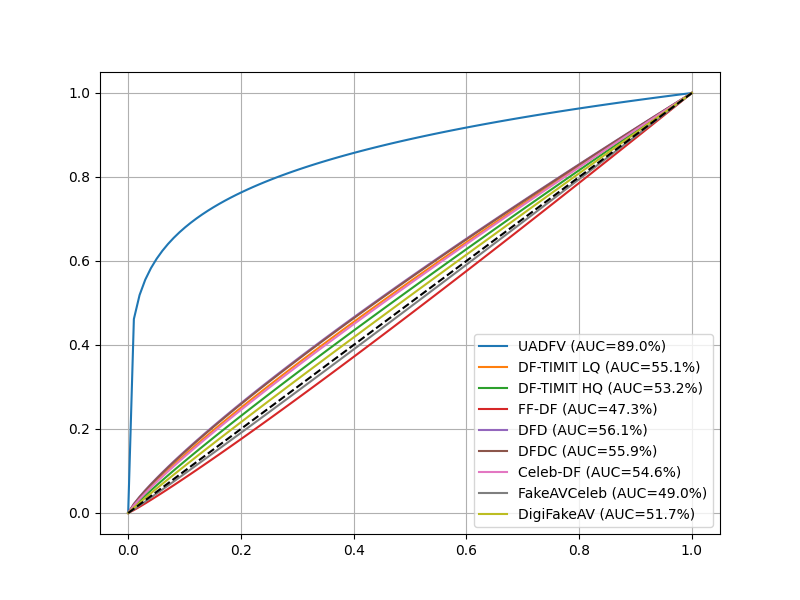 1.0
0.8
0.6
0.4
0.2
0.0
0.0 0.2 0.4 0.6 0.8 1.0
UADFV (AUC=89.0%)
DF-TIMIT LQ (AUC=55.1%)
DF-TIMIT HQ (AUC=53.2%)
FF-DF (AUC=47.3%)
DFD (AUC=56.1%)
DFDC (AUC=55.9%)
Celeb-DF (AUC=54.6%)
FakeAVCeleb (AUC=49.0%)
DigiFakeAV (AUC=51.7%)